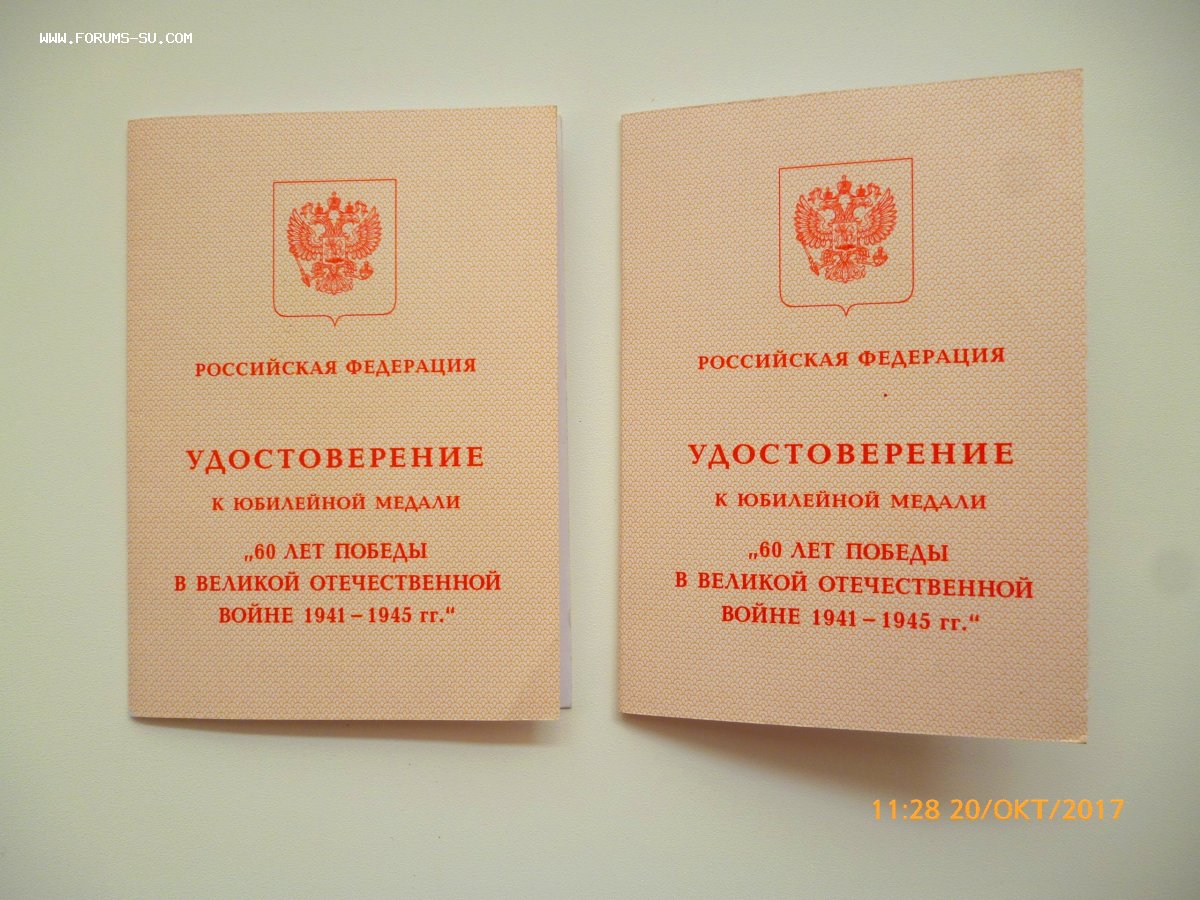 WWW.FORUMS-SU.COM
РОССИЙСКАЯ ФЕДЕРАЦИЯ
УДОСТОВЕРЕНИЕ
К ЮБИЛЕЙНОЙ МЕДАЛИ
„60 ЛЕТ ПОБЕДЫ
В ВЕЛИКОЙ ОТЕЧЕСТВЕННОЙ
ВОЙНЕ 1941 – 1945 гг.“
РОССИЙСКАЯ ФЕДЕРАЦИЯ
УДОСТОВЕРЕНИЕ
К ЮБИЛЕЙНОЙ МЕДАЛИ
„60 ЛЕТ ПОБЕДЫ
В ВЕЛИКОЙ ОТЕЧЕСТВЕННОЙ
ВОЙНЕ 1941 – 1945 гг.“
11:28 20/ОКТ/2017